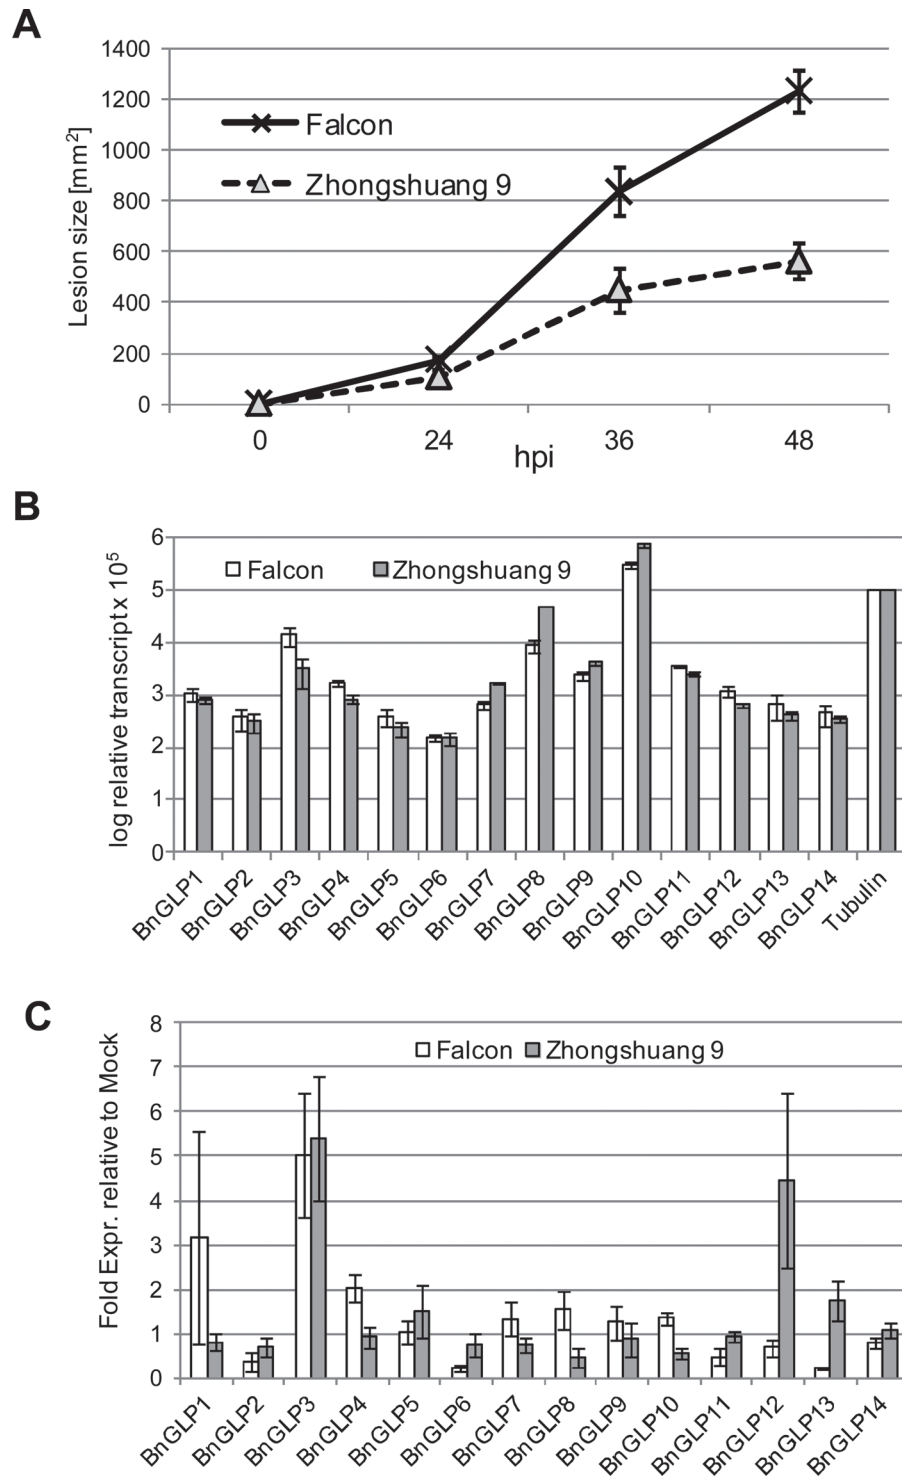 A
1400
1200
1000
800
600
400
200
0
Lesion size [mm²]
Falcon
Zhongshuang 9
0 24 36 48
hpi
B
6
5
4
3
2
1
0
log relative transcript x 10⁵
Falcon Zhongshuang 9
BnGLP1 BnGLP2 BnGLP3 BnGLP4 BnGLP5 BnGLP6 BnGLP7 BnGLP8 BnGLP9 BnGLP10 BnGLP11 BnGLP12 BnGLP13 BnGLP14 Tubulin
C
8
7
6
5
4
3
2
1
0
Fold Expr. relative to Mock
Falcon Zhongshuang 9
BnGLP1 BnGLP2 BnGLP3 BnGLP4 BnGLP5 BnGLP6 BnGLP7 BnGLP8 BnGLP9 BnGLP10 BnGLP11 BnGLP12 BnGLP13 BnGLP14